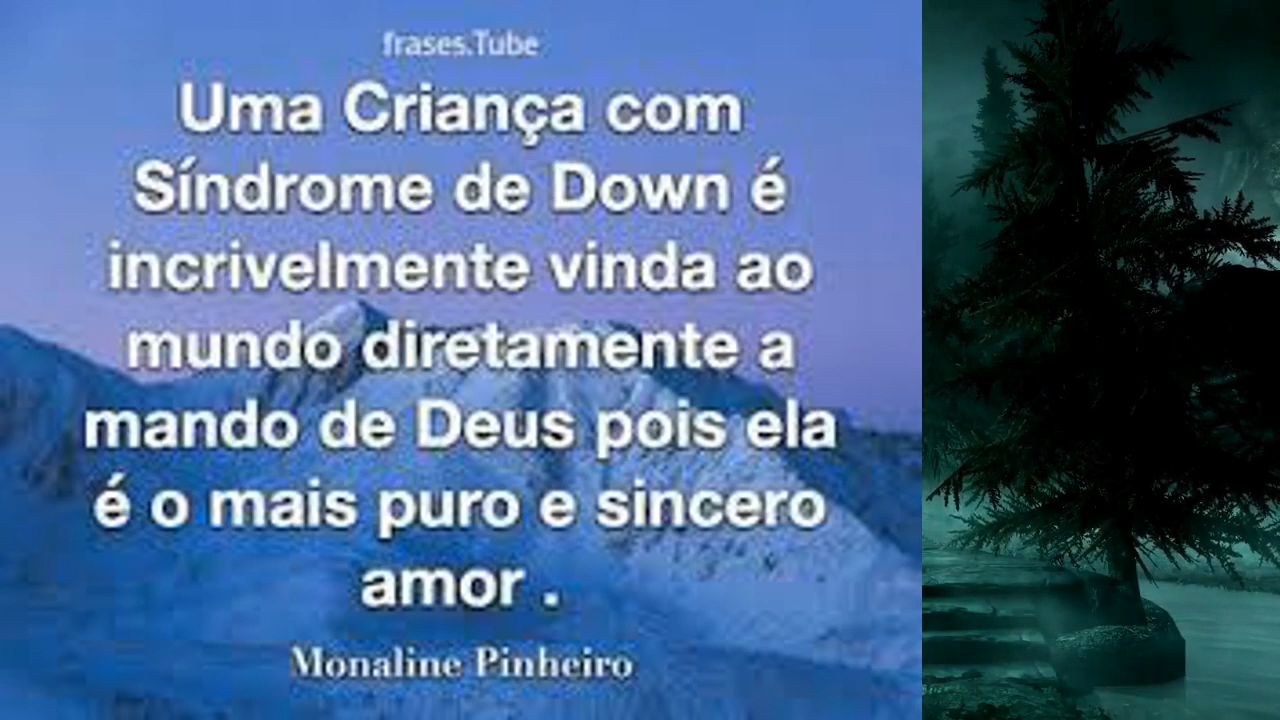 frases.Tube
Uma Criança com
Síndrome de Down é
incrivelmente vinda ao
mundo diretamente a
mando de Deus pois ela
é o mais puro e sincero
amor .
Monaline Pinheiro